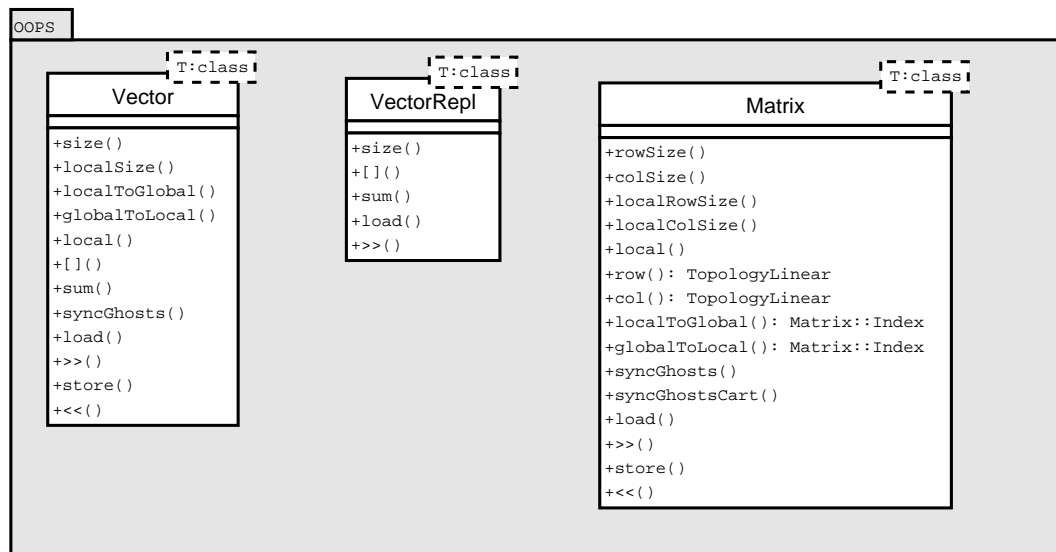 OOPS
T:class
Vector
+size()
+localSize()
+localToGlobal()
+globalToLocal()
+local()
+[]()
+sum()
+syncGhosts()
+load()
+>>()
+store()
+<<()
T:class
VectorRepl
+size()
+[]()
+sum()
+load()
+>>()
T:class
Matrix
+rowSize()
+colSize()
+localRowSize()
+localColSize()
+local()
+row(): TopologyLinear
+col(): TopologyLinear
+localToGlobal(): Matrix::Index
+globalToLocal(): Matrix::Index
+syncGhosts()
+syncGhostsCart()
+load()
+>>()
+store()
+<<()